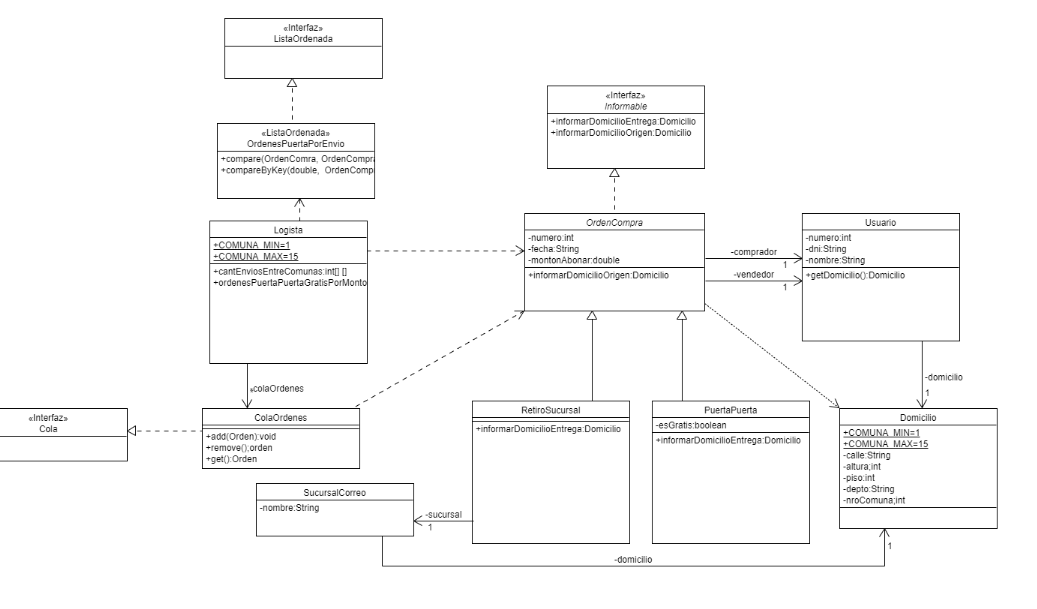 «Interfaz»
ListaOrdenada
«ListaOrdenada»
OrdenesPuertaPorEnvio
+compare(OrdenComra, OrdenCompra
+compareByKey(double, OrdenComp
«Interfaz»
Informable
+informarDomicilioEntrega:Domicilio
+informarDomicilioOrigen:Domicilio
Logista
+COMUNA_MIN=1
+COMUNA_MAX=15
+cantEnviosEntreComunas:int[] []
+ordenesPuertaPuertaGratisPorMonto
OrdenCompra
-numero:int
-fecha:String
-montonAbonar:double
+informarDomicilioOrigen:Domicilio
-comprador
1
-vendedor
1
Usuario
-numero:int
-dni:String
-nombre:String
+getDomicilio():Domicilio
-domicilio
1
-colaOrdenes
«Interfaz»
Cola
ColaOrdenes
+add(Orden):void
+remove();orden
+get():Orden
RetiroSucursal
+informarDomicilioEntrega:Domicilio
PuertaPuerta
-esGratis:boolean
+informarDomicilioEntrega:Domicilio
Domicilio
+COMUNA_MIN=1
+COMUNA_MAX=15
-calle:String
-altura;int
-piso:int
-depto:String
-nroComuna;int
SucursalCorreo
-nombre:String
-sucursal
1
-domicilio
1